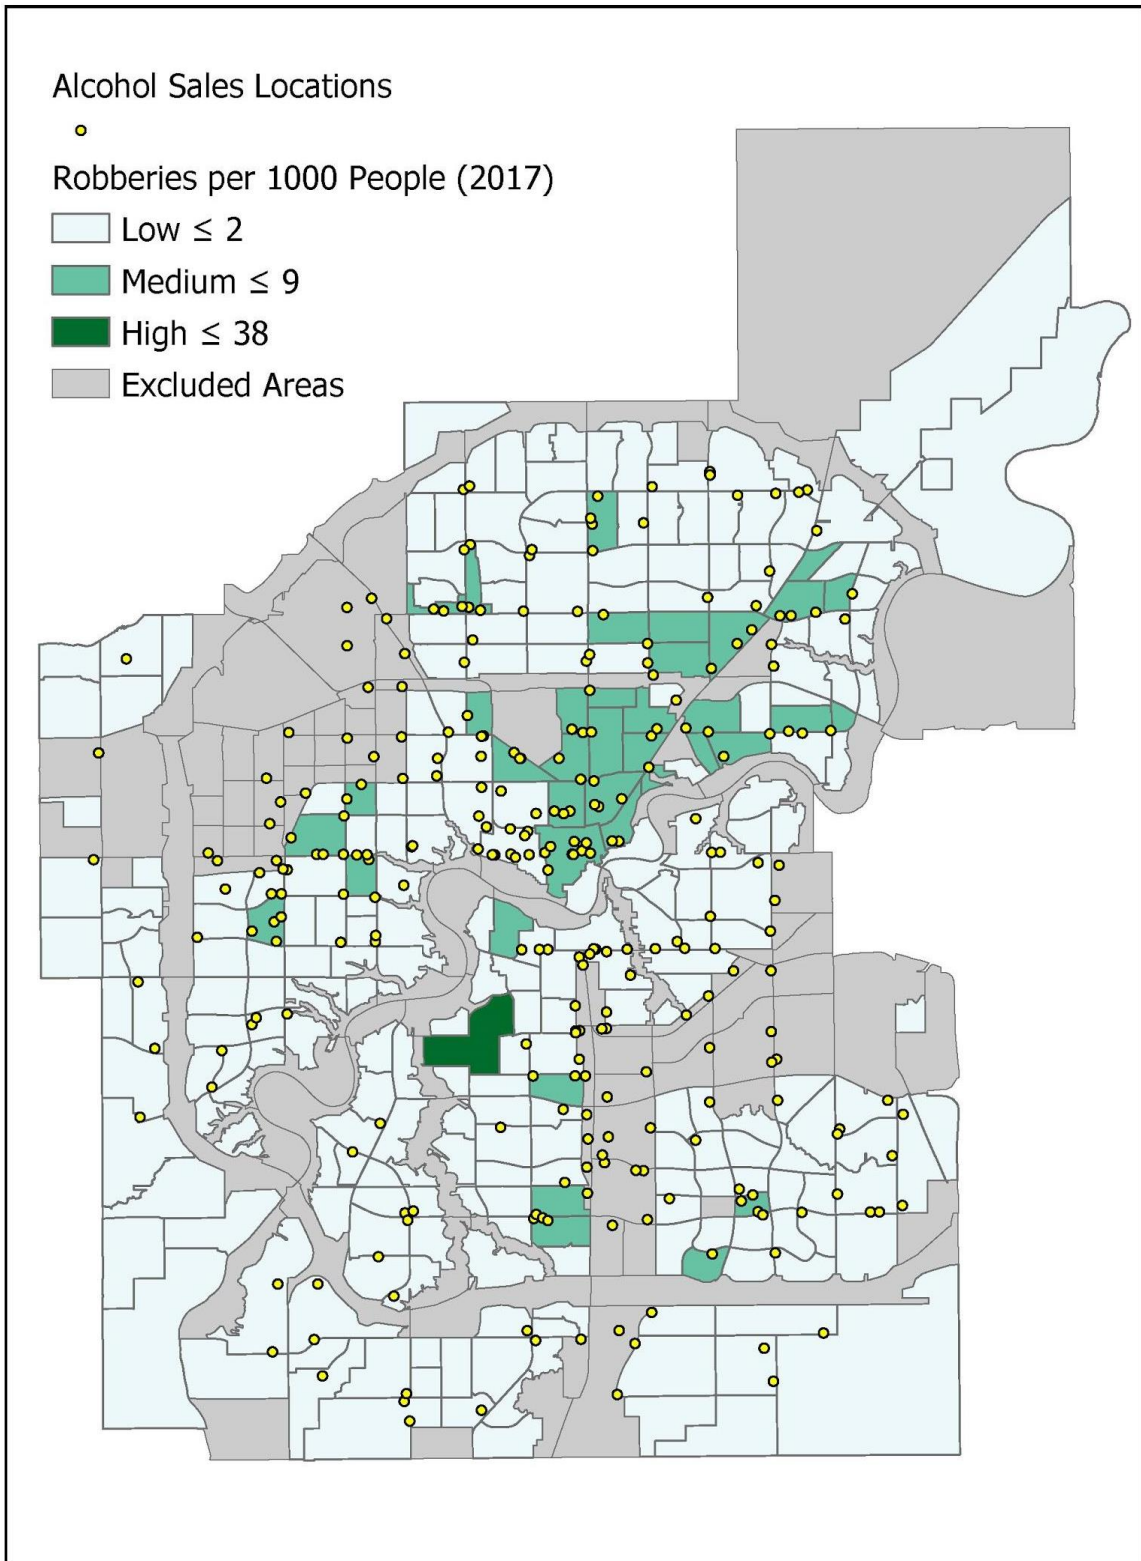 Alcohol Sales Locations
Robberies per 1000 People (2017)
Low ≤ 2
Medium ≤ 9
High ≤ 38
Excluded Areas